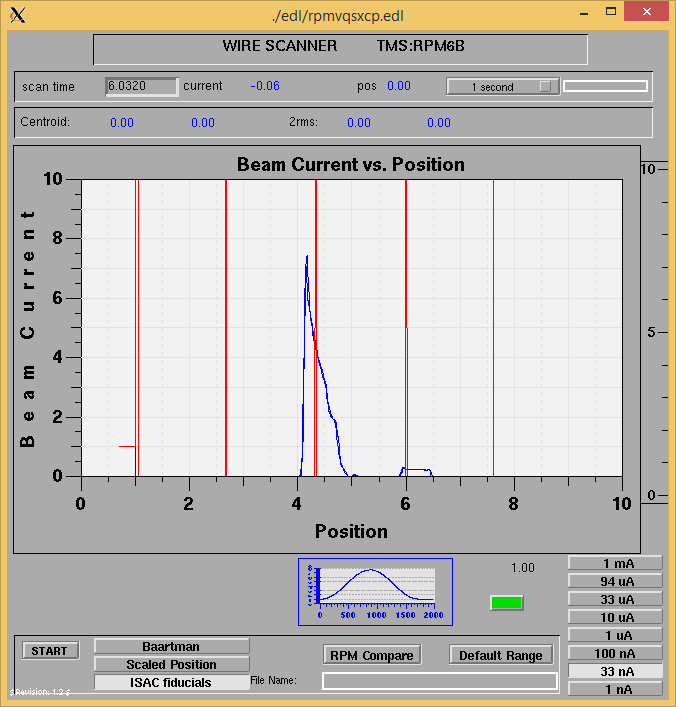 ./edl/rpmvqsxcp.edl
WIRE SCANNER TMS:RPM6B
scan time 6.0320 current -0.06 pos 0.00 1 second
Centroid: 0.00 0.00 2rms: 0.00 0.00
Beam Current vs. Position
10
8
6
4
2
0
Beam Current
10
5
0
0 2 4 6 8 10
Position
0 500 1000 1500 2000
1.00
1 mA
94 uA
33 uA
10 uA
1 uA
100 nA
33 nA
1 nA
START
Baartman
Scaled Position
ISAC fiducials
RPM Compare
Default Range
File Name:
$Revision: 1.2 $